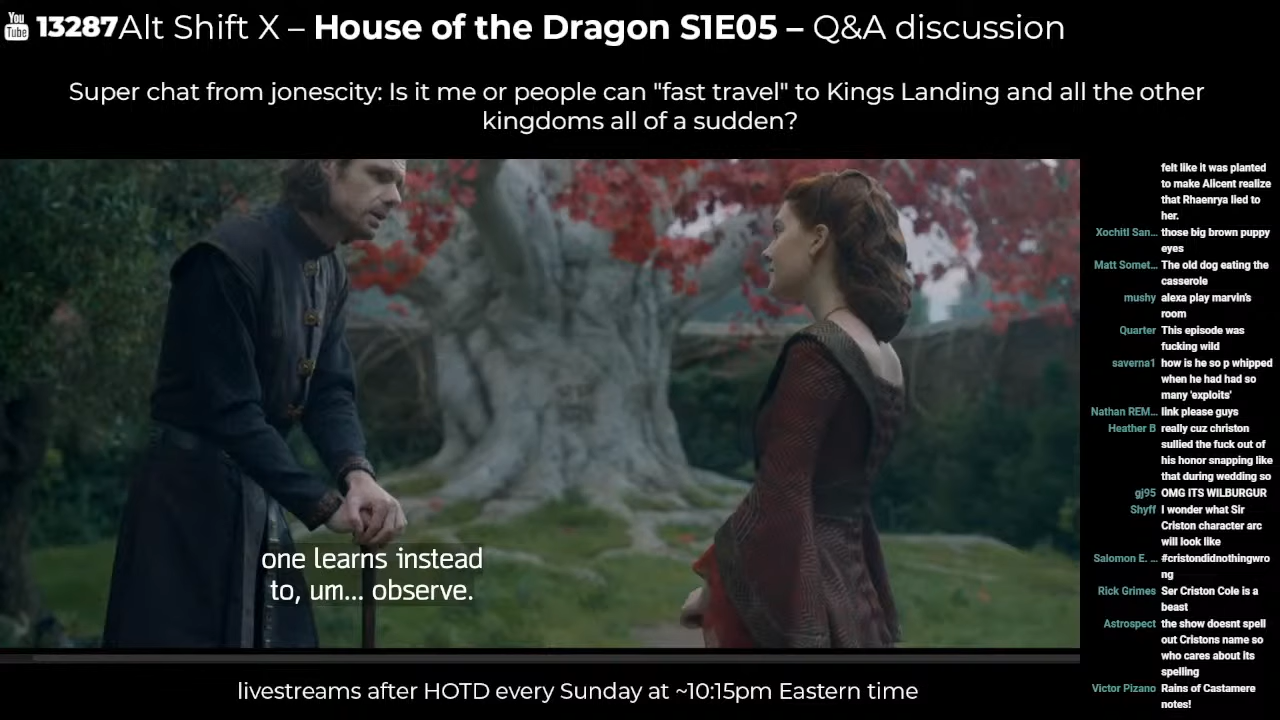 You
Tube
13287 Alt Shift X – House of the Dragon S1E05 – Q&A discussion
Super chat from jonescity: Is it me or people can "fast travel" to Kings Landing and all the other
kingdoms all of a sudden?
one learns instead
to, um... observe.
felt like it was planted
to make Alicent realize
that Rhaenrya lied to
her.
Xochitl San... those big brown puppy
eyes
Matt Somet... The old dog eating the
casserole
mushy alexa play marvin's
room
Quarter This episode was
fucking wild
saverna1 how is he so p whipped
when he had had so
many 'exploits'
Nathan REM... link please guys
Heather B really cuz christon
sullied the fuck out of
his honor snapping like
that during wedding so
gj95 OMG ITS WILBURGUR
Shyff I wonder what Sir
Criston character arc
will look like
Salomon E. ... #cristondidnothingwro
ng
Rick Grimes Ser Criston Cole is a
beast
Astrospect the show doesnt spell
out Cristons name so
who cares about its
spelling
Victor Pizano Rains of Castamere
notes!
livestreams after HOTD every Sunday at ~10:15pm Eastern time